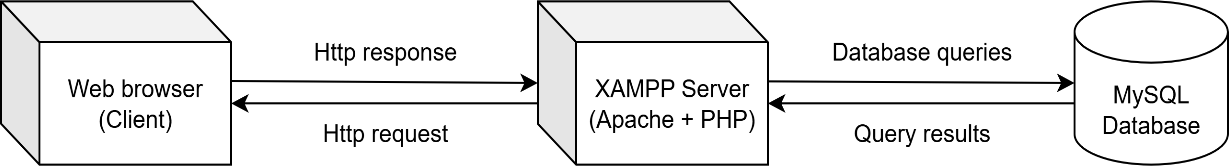 Http response
Database queries
Web browser
(Client)
XAMPP Server
(Apache + PHP)
MySQL
Database
Http request
Query results